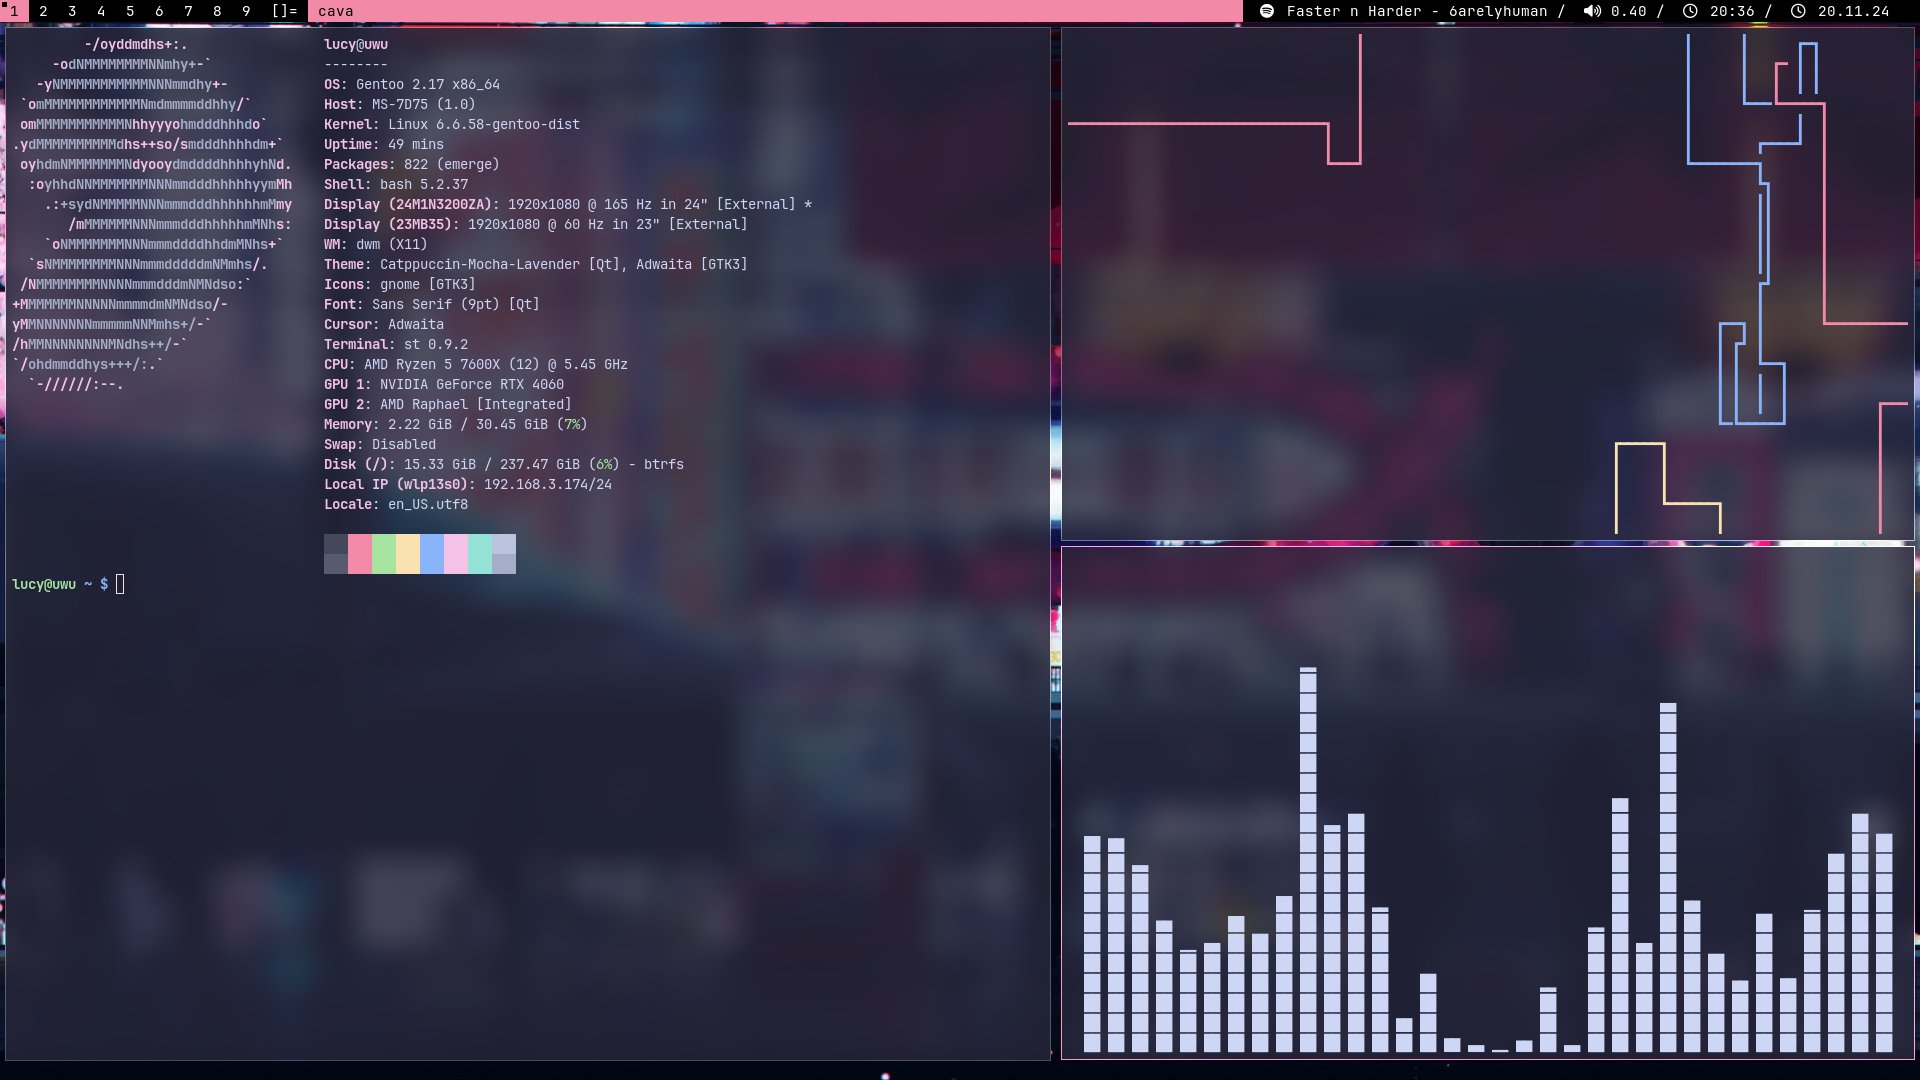 1 2 3 4 5 6 7 8 9 []= cava Faster n Harder - 6arelyhuman / 0.40 / 20:36 / 20.11.24
-/oyddmdhs+:.
-odNMMMMMMMMNNmhy+-`
-yNMMMMMMMMMMMNNNmmdhy+-
`omMMMMMMMMMMMMNmdmmmmddhhy/`
omMMMMMMMMMMMNhhyyyohmdddhhhdo`
.ydMMMMMMMMMMdhs++so/smdddhhhhdm+`
oyhdmNMMMMMMMNdyooydmddddhhhhyhNd.
:oyhhdNNMMMMMMMNNNmmdddhhhhhyymMh
.:+sydNMMMMMNNNmmmdddhhhhhhmMmy
/mMMMMMMNNNmmmdddhhhhhmMNhs:
`oNMMMMMMMNNNmmmddddhhdmMNhs+`
`sNMMMMMMMMNNNmmmdddddmNMmhs/.
/NMMMMMMMMNNNNmmmdddmNMNdso:`
+MMMMMMMNNNNNmmmmdmNMNdso/-
yMMNNNNNNNmmmmmNNMmhs+/-`
/hMMNNNNNNNNMNdhs++/-`
`/ohdmmddhys+++/:.`
`-//////:--.
lucy@uwu
--------
OS: Gentoo 2.17 x86_64
Host: MS-7D75 (1.0)
Kernel: Linux 6.6.58-gentoo-dist
Uptime: 49 mins
Packages: 822 (emerge)
Shell: bash 5.2.37
Display (24M1N3200ZA): 1920x1080 @ 165 Hz in 24" [External] *
Display (23MB35): 1920x1080 @ 60 Hz in 23" [External]
WM: dwm (X11)
Theme: Catppuccin-Mocha-Lavender [Qt], Adwaita [GTK3]
Icons: gnome [GTK3]
Font: Sans Serif (9pt) [Qt]
Cursor: Adwaita
Terminal: st 0.9.2
CPU: AMD Ryzen 5 7600X (12) @ 5.45 GHz
GPU 1: NVIDIA GeForce RTX 4060
GPU 2: AMD Raphael [Integrated]
Memory: 2.22 GiB / 30.45 GiB (7%)
Swap: Disabled
Disk (/): 15.33 GiB / 237.47 GiB (6%) - btrfs
Local IP (wlp13s0): 192.168.3.174/24
Locale: en_US.utf8
lucy@uwu ~ $